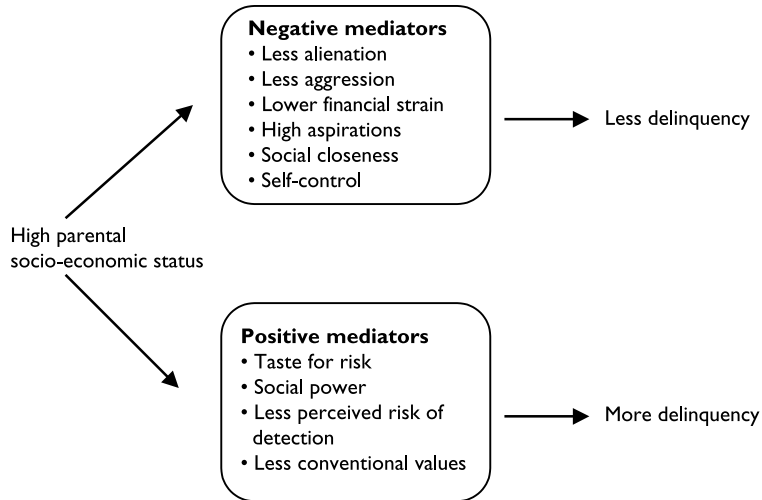 Negative mediators
• Less alienation
• Less aggression
• Lower financial strain
• High aspirations
• Social closeness
• Self-control
Less delinquency
High parental
socio-economic status
Positive mediators
• Taste for risk
• Social power
• Less perceived risk of
detection
• Less conventional values
More delinquency